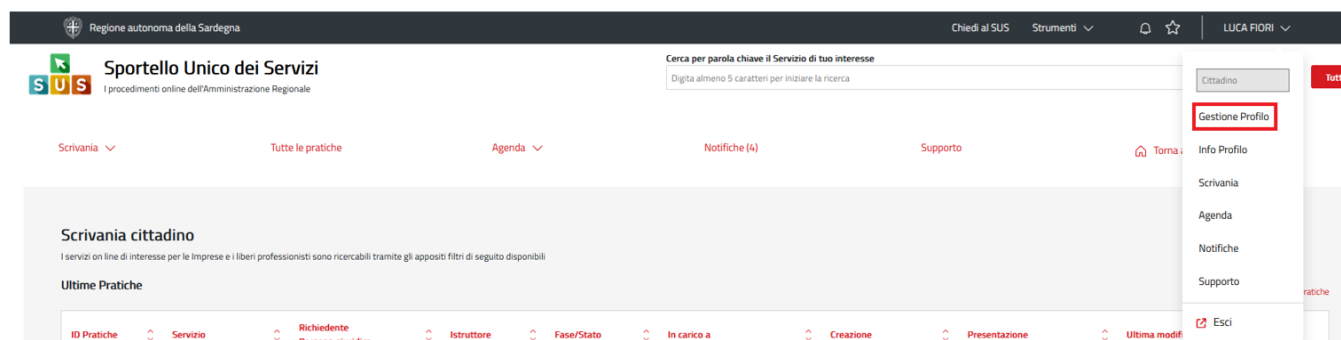 Regione autonoma della Sardegna
Chiedi al SUS
Strumenti
LUCA FIORI
SUS
Sportello Unico dei Servizi
I procedimenti online dell'Amministrazione Regionale
Cerca per parola chiave il Servizio di tuo interesse
Digita almeno 5 caratteri per iniziare la ricerca
Cittadino
Gestione Profilo
Info Profilo
Scrivania
Agenda
Notifiche
Supporto
Esci
Scrivania
Tutte le pratiche
Agenda
Notifiche (4)
Supporto
Torna
Scrivania cittadino
I servizi on line di interesse per le Imprese e i liberi professionisti sono ricercabili tramite gli appositi filtri di seguito disponibili
Ultime Pratiche
ID Pratiche
Servizio
Richiedente
Istruttore
Fase/Stato
In carico a
Creazione
Presentazione
Ultima modifi